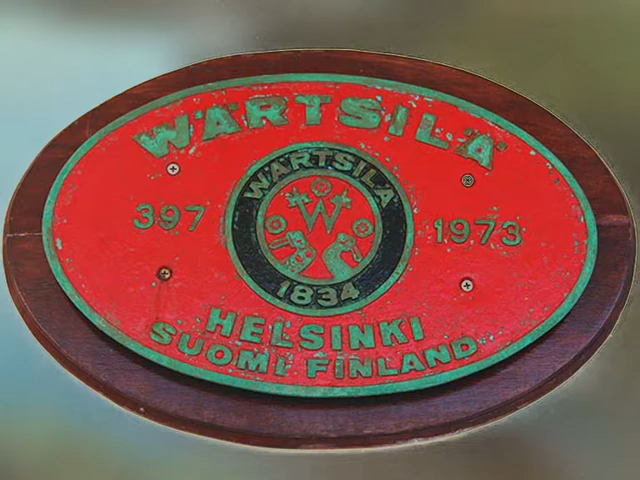 WÄRTSILÄ
397
WÄRTSILÄ
W
1834
1973
HELSINKI
SUOMI FINLAND